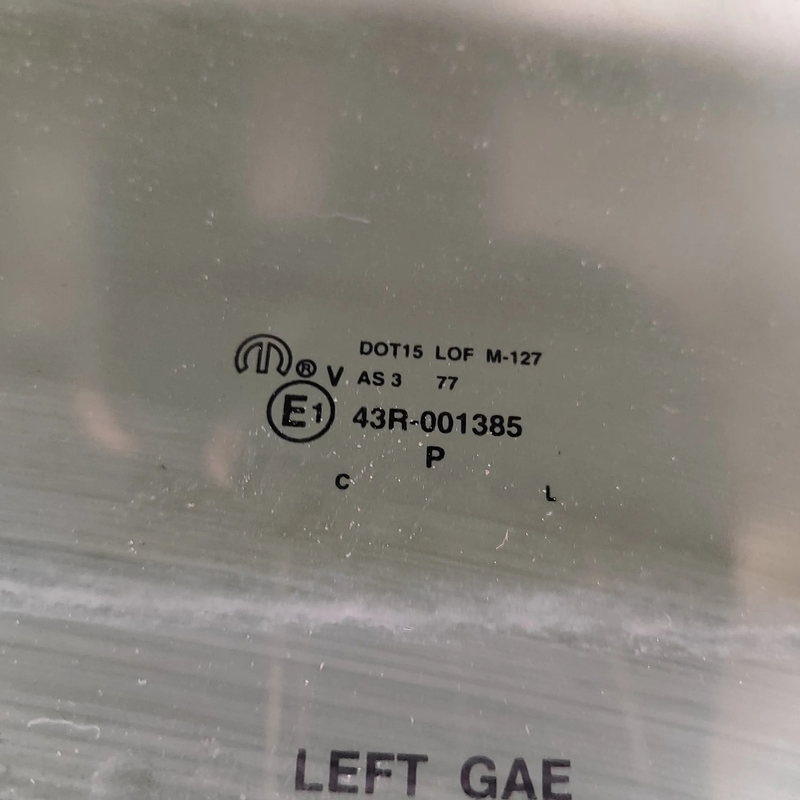 m® V DOT15 LOF M-127
AS 3 77
E1 43R-001385
P
C L
LEFT GAE